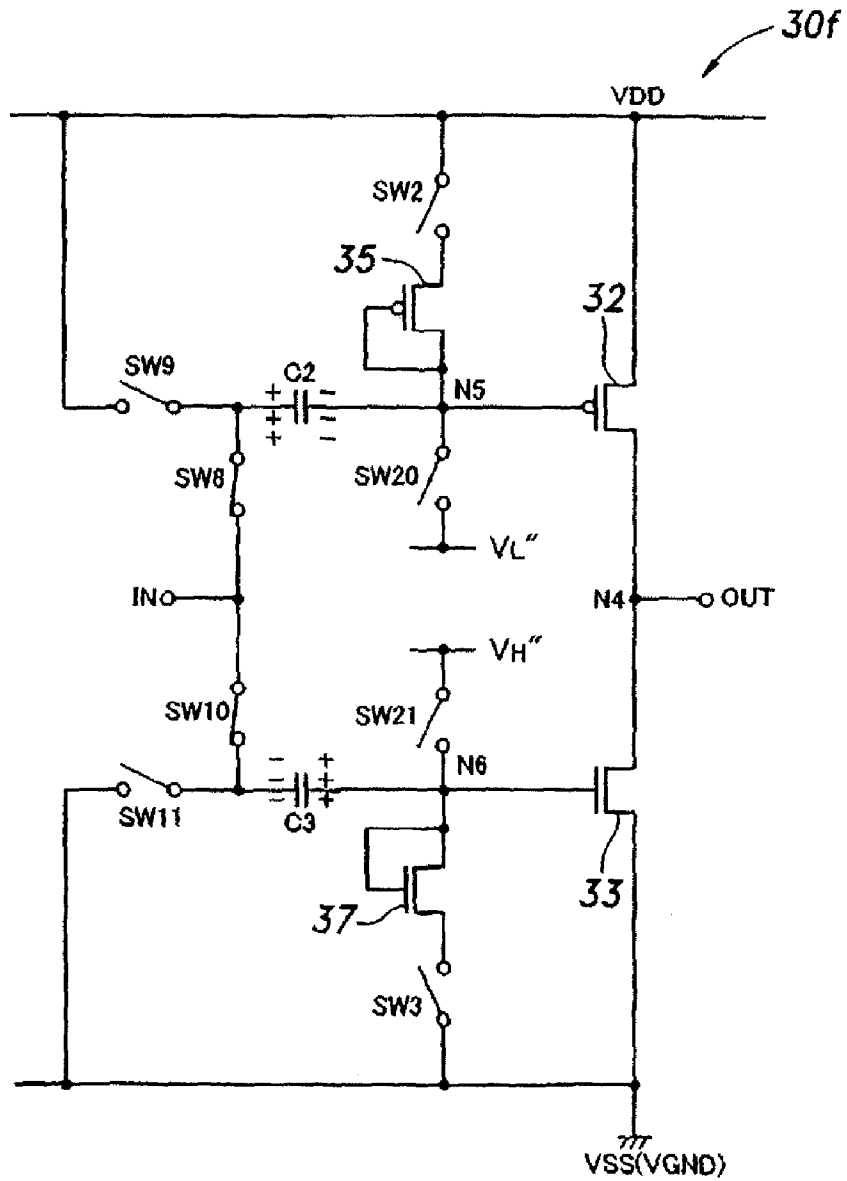 30f
VDD
SW2
35
32
SW9
+ C2 −
+ −
+ −
N5
SW8
SW20
VL"
IN
N4
OUT
VH"
SW10
SW21
N6
− +
− +
− +
SW11
C3
33
37
SW3
VSS(VGND)